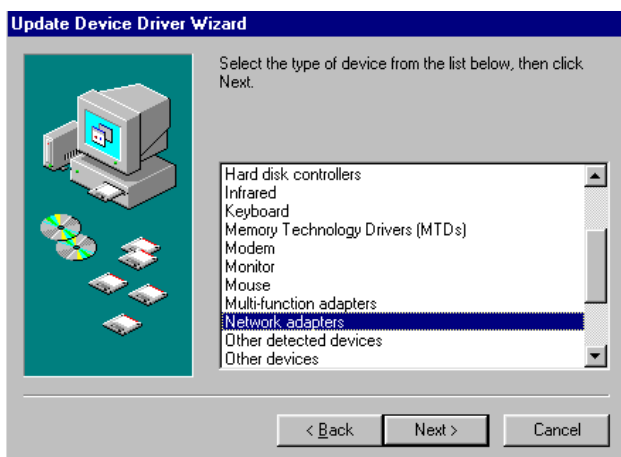 Update Device Driver Wizard
Select the type of device from the list below, then click
Next.
Hard disk controllers
Infrared
Keyboard
Memory Technology Drivers (MTDs)
Modem
Monitor
Mouse
Multi-function adapters
Network adapters
Other detected devices
Other devices
< Back
Next >
Cancel